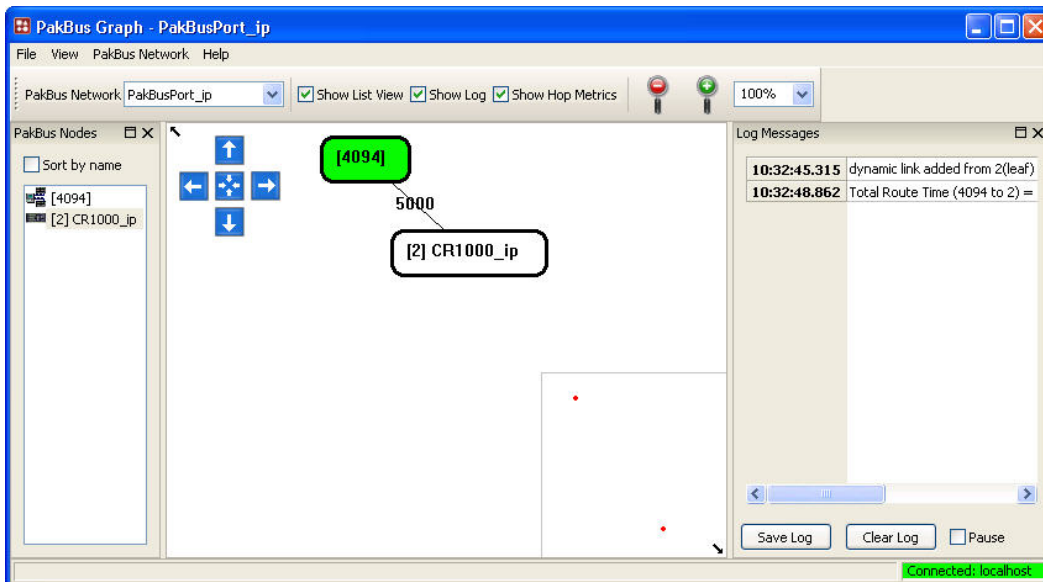 PakBus Graph - PakBusPort_ip
File View PakBus Network Help
PakBus Network PakBusPort_ip Show List View Show Log Show Hop Metrics 100%
PakBus Nodes
Sort by name
[4094]
[2] CR1000_ip
[4094]
5000
[2] CR1000_ip
Log Messages
10:32:45.315 dynamic link added from 2(leaf)
10:32:48.862 Total Route Time (4094 to 2) =
Save Log Clear Log Pause
Connected: localhost